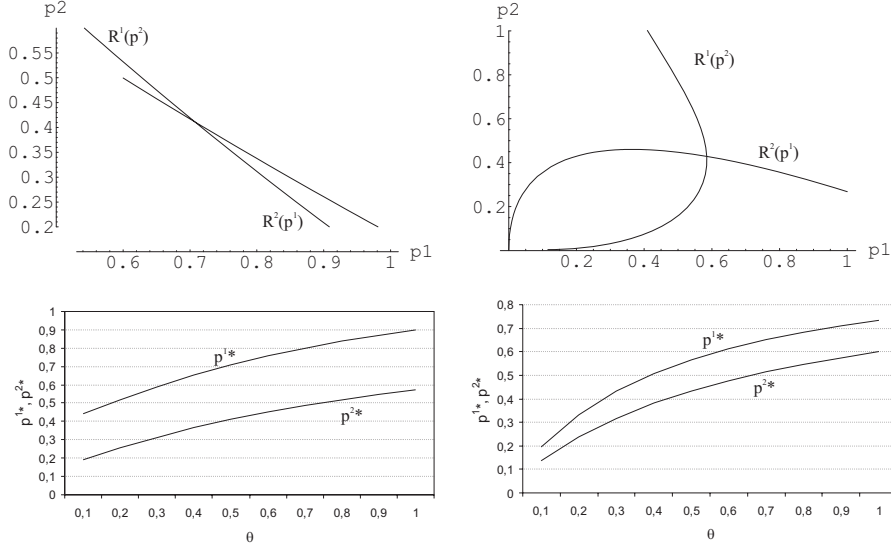 p2
0.55
0.5
0.45
0.4
0.35
0.3
0.25
0.2
R¹(p²)
R²(p¹)
0.6 0.7 0.8 0.9 1 p1
p2
1
0.8
0.6
0.4
0.2
R¹(p²)
R²(p¹)
0.2 0.4 0.6 0.8 1 p1
1
0,9
0,8
0,7
0,6
0,5
0,4
0,3
0,2
0,1
0
p¹*, p²*
p¹*
p²*
0,1 0,2 0,3 0,4 0,5 0,6 0,7 0,8 0,9 1
θ
0,8
0,7
0,6
0,5
0,4
0,3
0,2
0,1
0
p¹*, p²*
p¹*
p²*
0,1 0,2 0,3 0,4 0,5 0,6 0,7 0,8 0,9 1
θ